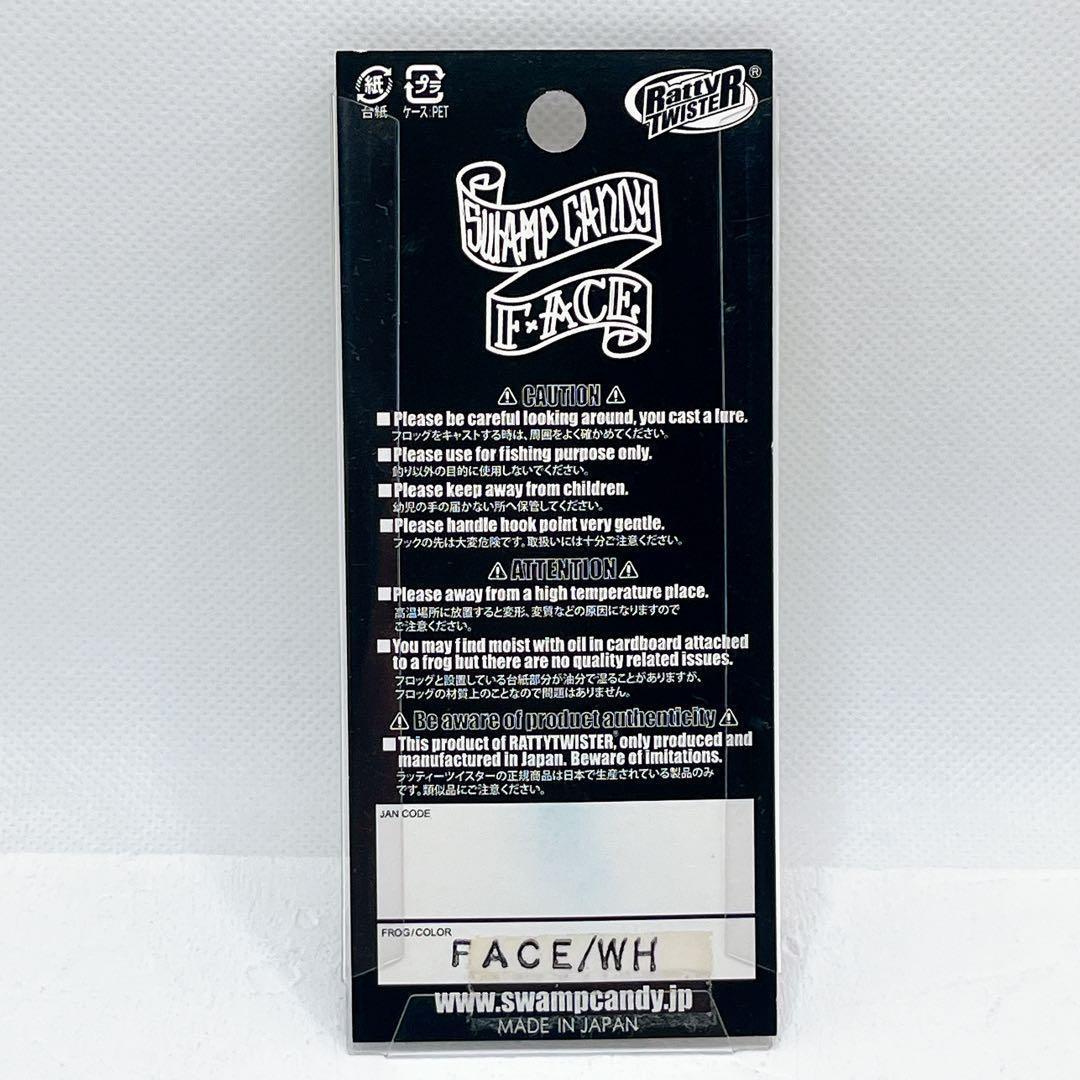 紙
プラ
台紙
ケース:PET
RattyR
TWISTER
®
SWAMP CANDY
F×ACE
⚠ CAUTION ⚠
■Please be careful looking around, you cast a lure.
フロッグをキャストする時は、周囲をよく確かめてください。
■Please use for fishing purpose only.
釣り以外の目的に使用しないでください。
■Please keep away from children.
幼児の手の届かない所へ保管してください。
■Please handle hook point very gentle.
フックの先は大変危険です。取扱いには十分ご注意ください。
⚠ ATTENTION ⚠
■Please away from a high temperature place.
高温場所に放置すると変形、変質などの原因になりますので
ご注意ください。
■You may find moist with oil in cardboard attached
to a frog but there are no quality related issues.
フロッグと設置している台紙部分が油分で湿ることがありますが、
フロッグの材質上のことなので問題はありません。
⚠ Be aware of product authenticity ⚠
■This product of RATTYTWISTER® only produced and
manufactured in Japan. Beware of imitations.
ラッティーツイスターの正規商品は日本で生産されている製品のみ
です。類似品にご注意ください。
JAN CODE
FROG/COLOR
FACE/WH
www.swampcandy.jp
MADE IN JAPAN